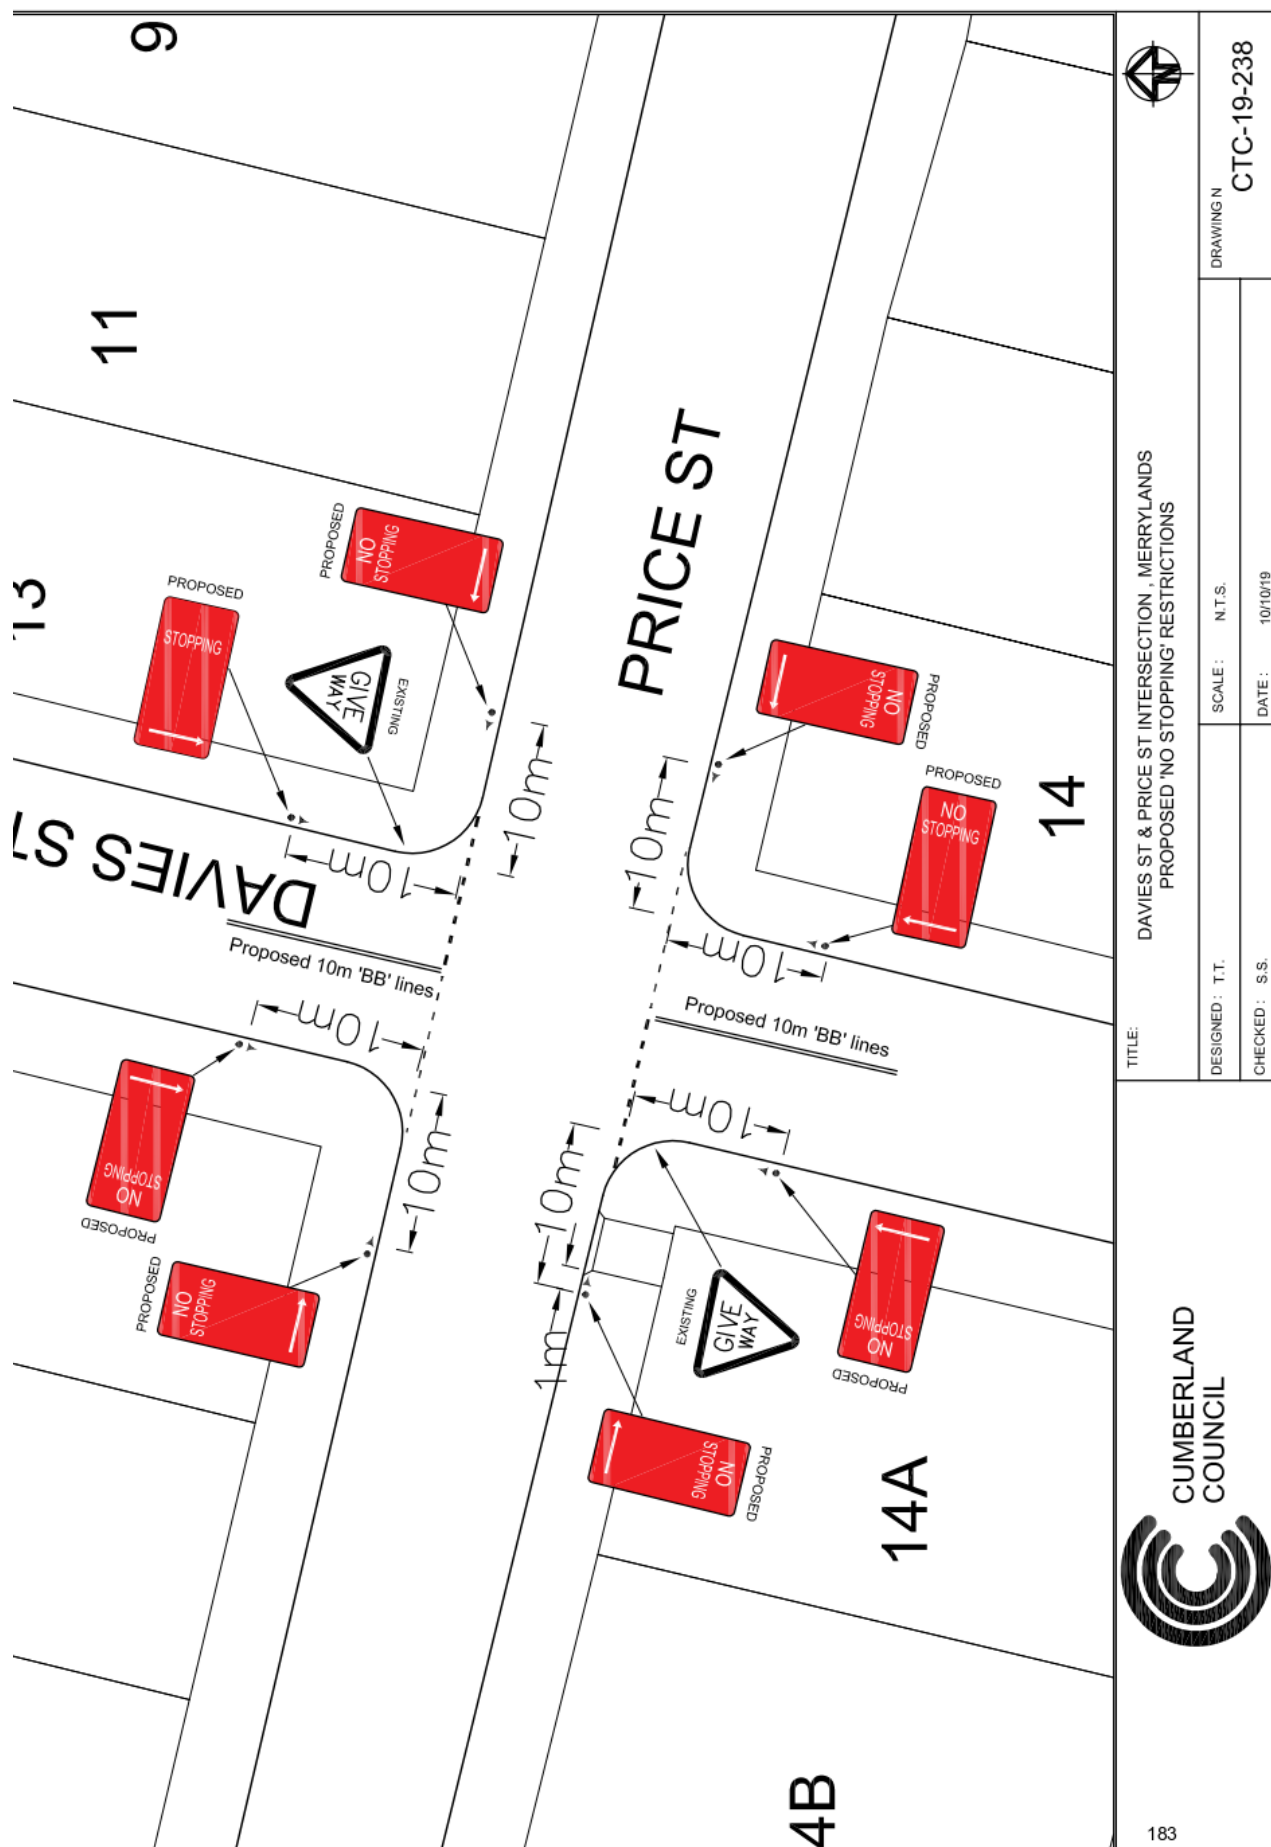 9
11
13
PROPOSED
NO
STOPPING
PROPOSED
STOPPING
GIVE
WAY
EXISTING
PRICE ST
DAVIES ST
10m
10m
10m
10m
Proposed 10m 'BB' lines
Proposed 10m 'BB' lines
NO
STOPPING
PROPOSED
PROPOSED
NO
STOPPING
14
10m
10m
10m
10m
1m
NO
STOPPING
PROPOSED
PROPOSED
NO
STOPPING
EXISTING
GIVE
WAY
NO
STOPPING
PROPOSED
NO
STOPPING
PROPOSED
14A
4B
TITLE:
DAVIES ST & PRICE ST INTERSECTION , MERRYLANDS
PROPOSED 'NO STOPPING' RESTRICTIONS
DESIGNED : T.T.
SCALE : N.T.S.
DRAWING N
CTC-19-238
CHECKED : S.S.
DATE : 10/10/19
N
CUMBERLAND
COUNCIL
183